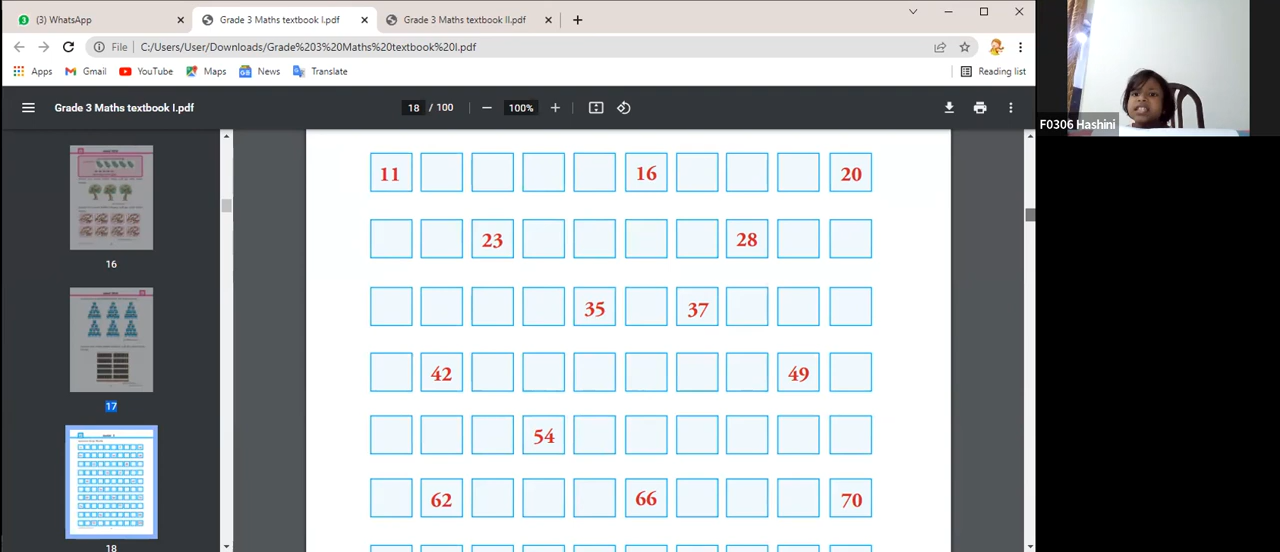 (3) WhatsApp
Grade 3 Maths textbook I.pdf
Grade 3 Maths textbook II.pdf
File
C:/Users/User/Downloads/Grade%203%20Maths%20textbook%20I.pdf
Apps
Gmail
YouTube
Maps
News
Translate
Reading list
Grade 3 Maths textbook I.pdf
18 / 100
100%
F0306 Hashini
16
17
18
11 16 20
23 28
35 37
42 49
54
62 66 70